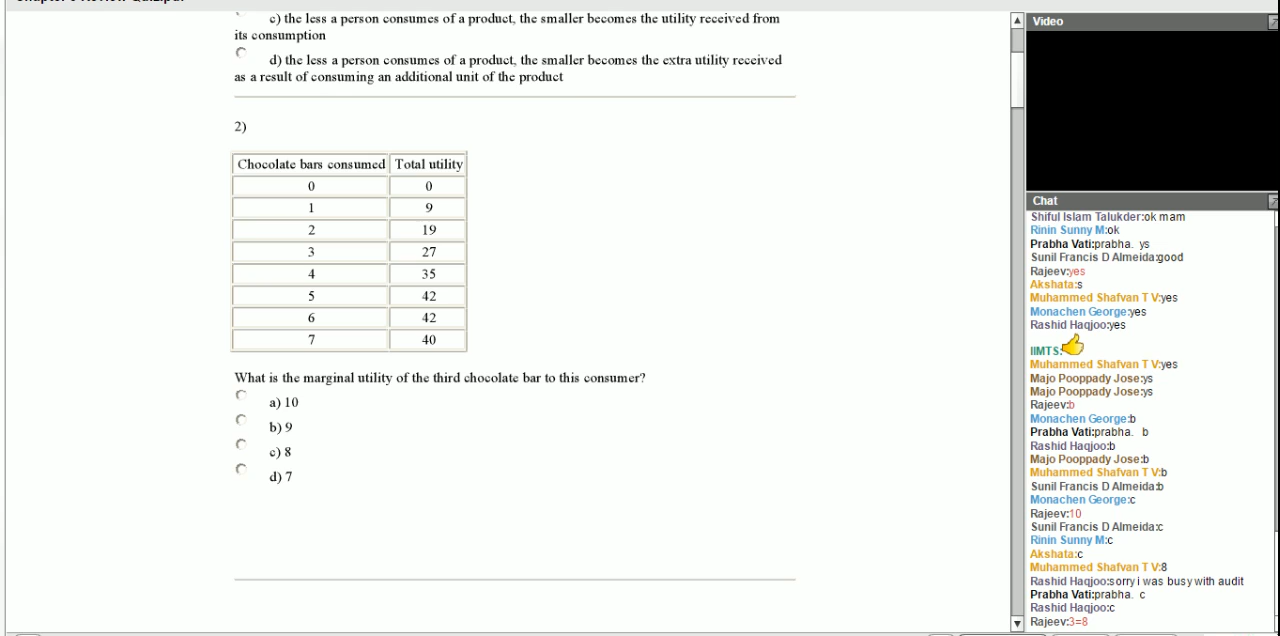 c) the less a person consumes of a product, the smaller becomes the utility received from
its consumption
d) the less a person consumes of a product, the smaller becomes the extra utility received
as a result of consuming an additional unit of the product
2)
Chocolate bars consumed Total utility
0 0
1 9
2 19
3 27
4 35
5 42
6 42
7 40
What is the marginal utility of the third chocolate bar to this consumer?
a) 10
b) 9
c) 8
d) 7
Video
Chat
Shiful Islam Talukder:ok mam
Rinin Sunny M:ok
Prabha Vati:prabha. ys
Sunil Francis D Almeida:good
Rajeev:yes
Akshata:s
Muhammed Shafvan T V:yes
Monachen George:yes
Rashid Haqjoo:yes
IIMTS:
Muhammed Shafvan T V:yes
Majo Pooppady Jose:ys
Majo Pooppady Jose:ys
Rajeev:b
Monachen George:b
Prabha Vati:prabha. b
Rashid Haqjoo:b
Majo Pooppady Jose:b
Muhammed Shafvan T V:b
Sunil Francis D Almeida:b
Monachen George:c
Rajeev:10
Sunil Francis D Almeida:c
Rinin Sunny M:c
Akshata:c
Muhammed Shafvan T V:8
Rashid Haqjoo:sorry i was busy with audit
Prabha Vati:prabha. c
Rashid Haqjoo:c
Rajeev:3=8